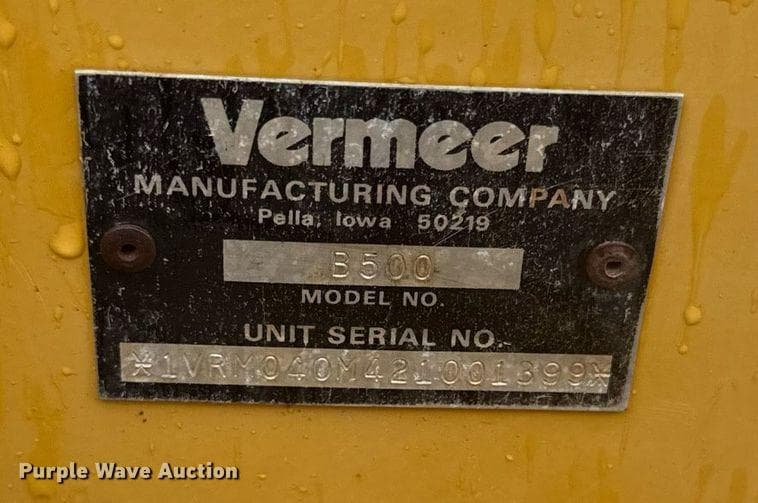 Vermeer
MANUFACTURING COMPANY
Pella, Iowa 50219
B500
MODEL NO.
UNIT SERIAL NO.
*1VRM040M421001399*
Purple Wave Auction